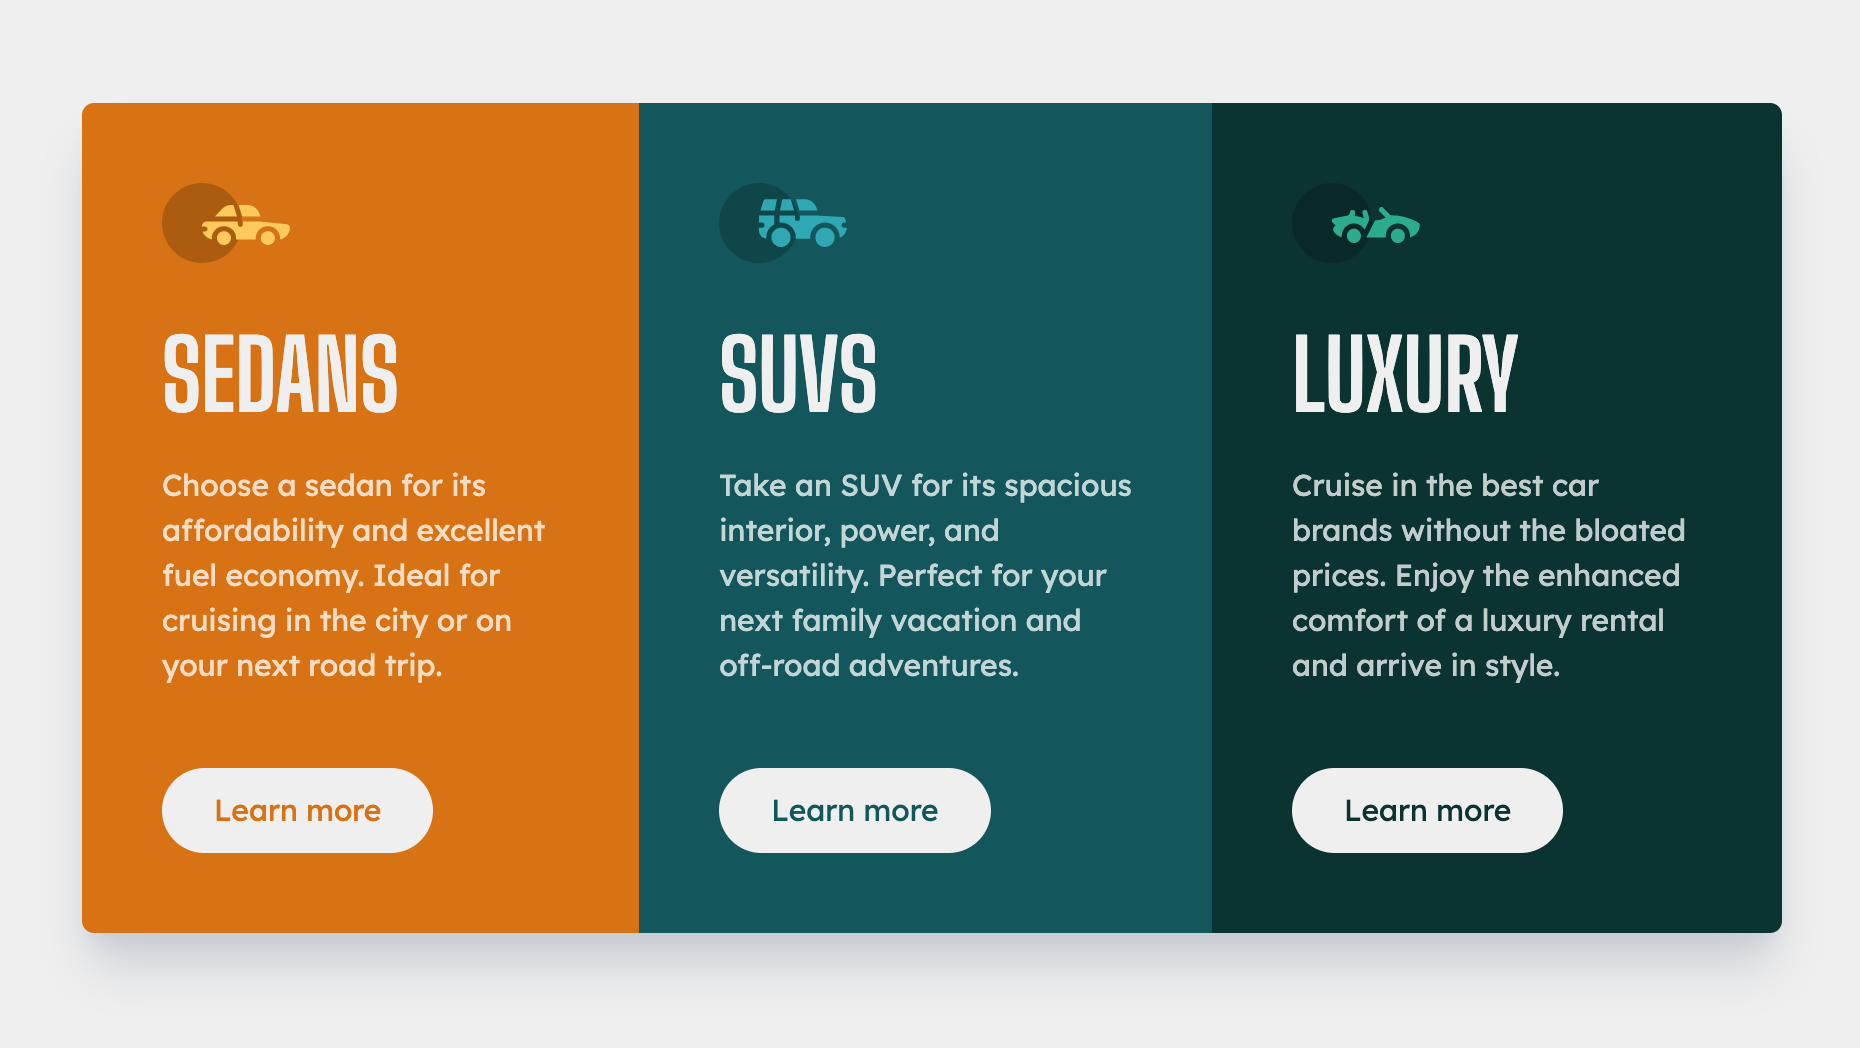 SEDANS
Choose a sedan for its
affordability and excellent
fuel economy. Ideal for
cruising in the city or on
your next road trip.
Learn more
SUVS
Take an SUV for its spacious
interior, power, and
versatility. Perfect for your
next family vacation and
off-road adventures.
Learn more
LUXURY
Cruise in the best car
brands without the bloated
prices. Enjoy the enhanced
comfort of a luxury rental
and arrive in style.
Learn more